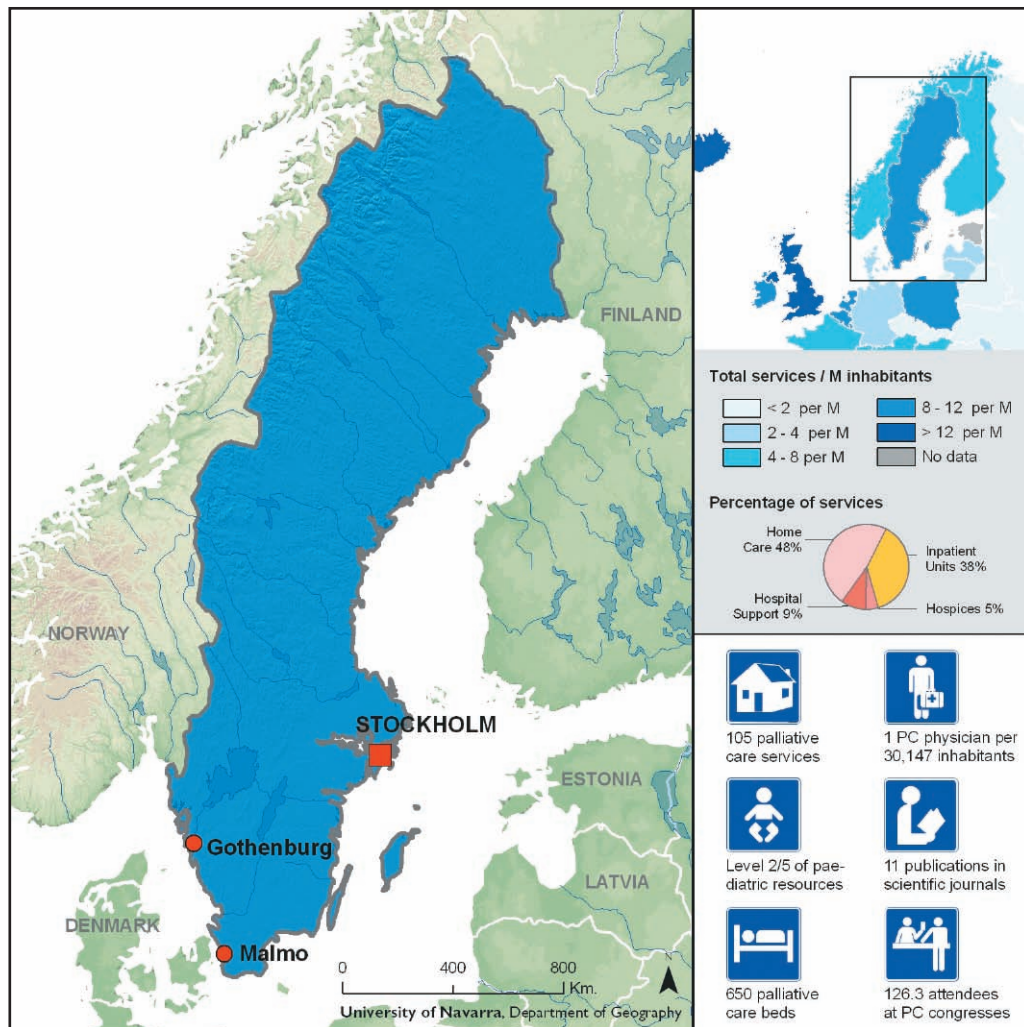 FINLAND
NORWAY
STOCKHOLM
ESTONIA
Gothenburg
LATVIA
DENMARK
Malmo
0 400 800
Km.
N
University of Navarra, Department of Geography
Total services / M inhabitants
< 2 per M
8 - 12 per M
2 - 4 per M
> 12 per M
4 - 8 per M
No data
Percentage of services
Home
Care 48%
Inpatient
Units 38%
Hospital
Support 9%
Hospices 5%
105 palliative
care services
1 PC physician per
30,147 inhabitants
Level 2/5 of pae-
diatric resources
11 publications in
scientific journals
650 palliative
care beds
126.3 attendees
at PC congresses